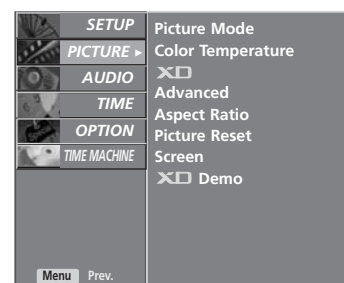 SETUP
PICTURE ►
AUDIO
TIME
OPTION
TIME MACHINE
Menu Prev.
Picture Mode
Color Temperature
XD
Advanced
Aspect Ratio
Picture Reset
Screen
XD Demo